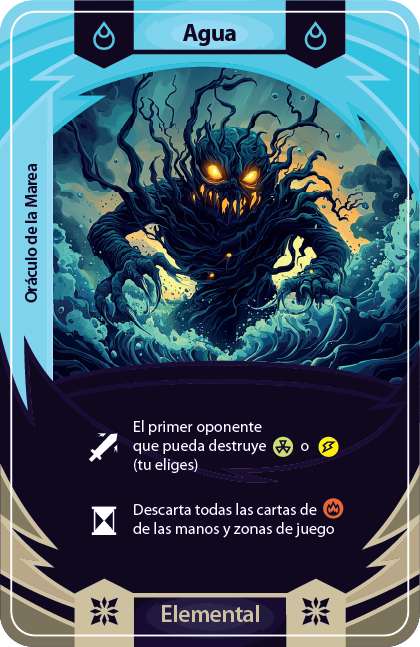 Agua
Oráculo de la Marea
El primer oponente
que pueda destruye o
(tu eliges)
Descarta todas las cartas de
de las manos y zonas de juego
Elemental